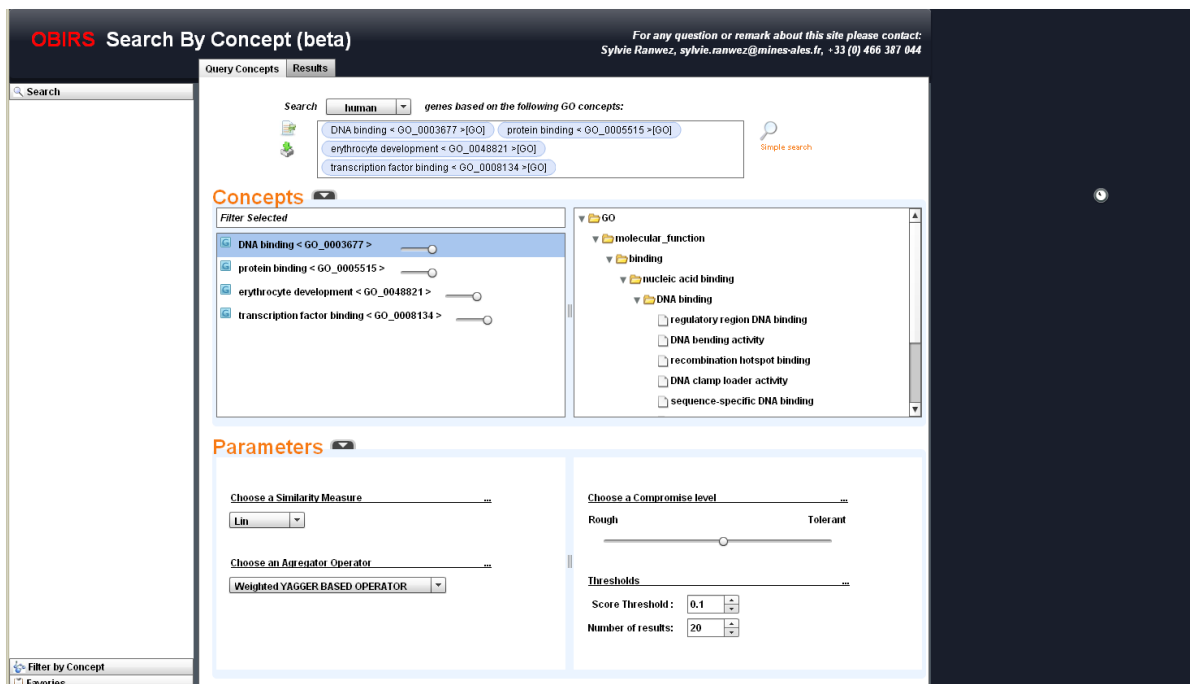 OBIRS Search By Concept (beta)
For any question or remark about this site please contact:
Sylvie Ranwez, sylvie.ranwez@mines-ales.fr, +33 (0) 466 387 044
Query Concepts Results
Search
Search human genes based on the following GO concepts:
DNA binding < GO_0003677 >[GO] protein binding < GO_0005515 >[GO]
erythrocyte development < GO_0048821 >[GO]
transcription factor binding < GO_0008134 >[GO]
Simple search
Concepts
Filter Selected
DNA binding < GO_0003677 >
protein binding < GO_0005515 >
erythrocyte development < GO_0048821 >
transcription factor binding < GO_0008134 >
GO
molecular_function
binding
nucleic acid binding
DNA binding
regulatory region DNA binding
DNA bending activity
recombination hotspot binding
DNA clamp loader activity
sequence-specific DNA binding
Parameters
Choose a Similarity Measure ...
Lin
Choose an Agregator Operator ...
Weighted YAGGER BASED OPERATOR
Choose a Compromise level ...
Rough Tolerant
Thresholds ...
Score Threshold : 0.1
Number of results: 20
Filter by Concept
Favories